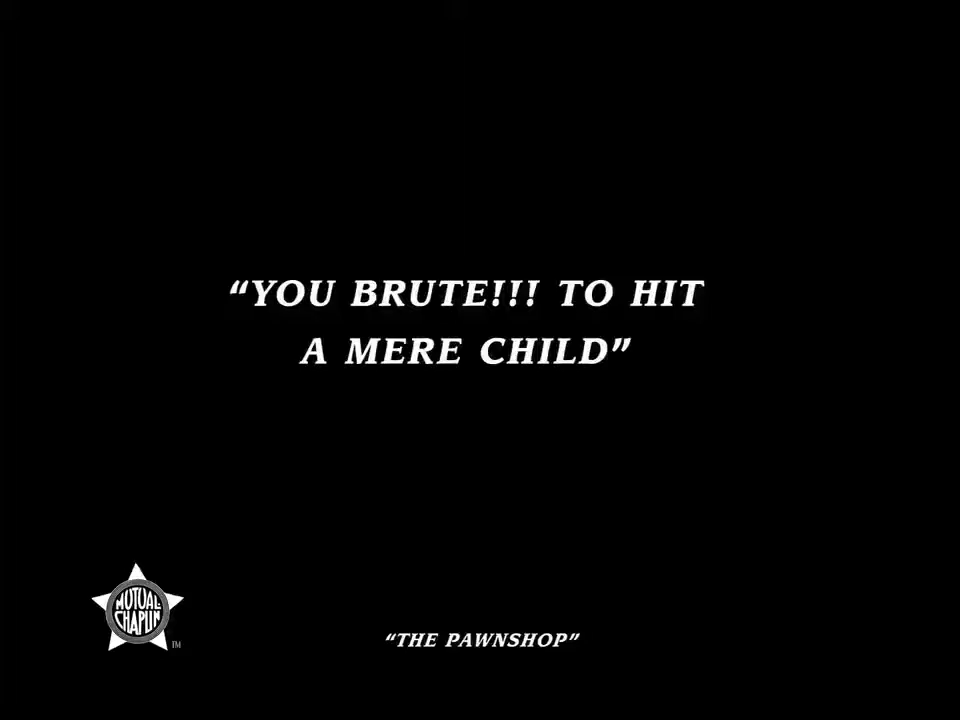 “YOU BRUTE!!! TO HIT
A MERE CHILD”
MUTUAL-
CHAPLIN
TM
“THE PAWNSHOP”